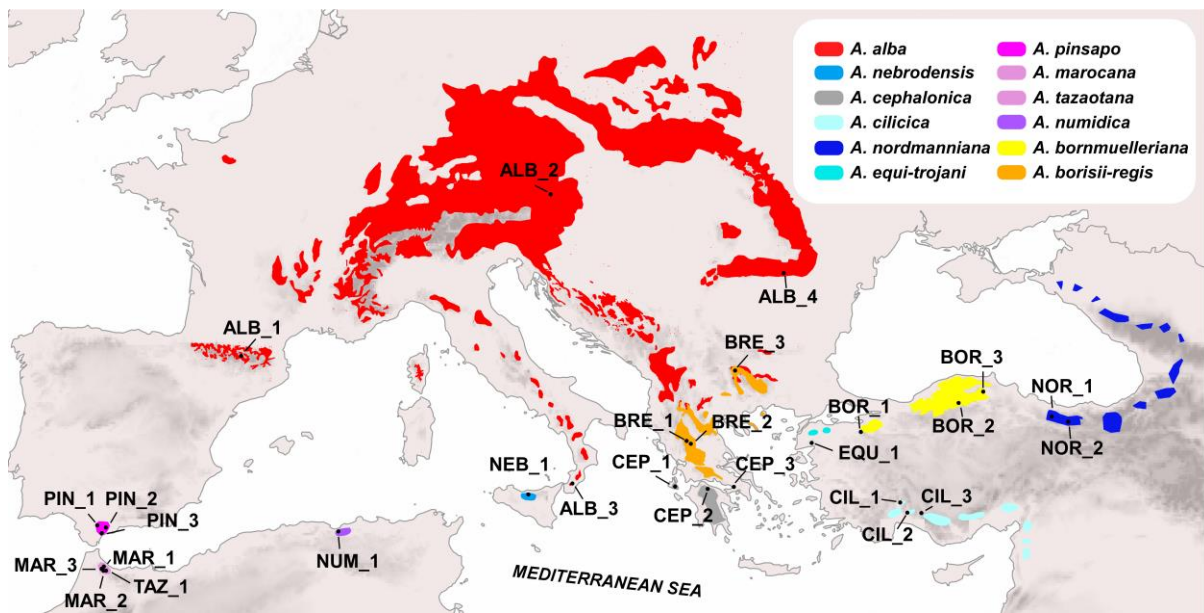 A. alba
A. nebrodensis
A. cephalonica
A. cilicica
A. nordmanniana
A. equi-trojani
A. pinsapo
A. marocana
A. tazaotana
A. numidica
A. bornmuelleriana
A. borisii-regis
ALB_2
ALB_4
ALB_1
BRE_3
BOR_3
NOR_1
BOR_1
BRE_1
BRE_2
BOR_2
NOR_2
EQU_1
CEP_1
CEP_3
NEB_1
ALB_3
CEP_2
CIL_1
CIL_3
CIL_2
PIN_1
PIN_2
PIN_3
MAR_3
MAR_1
TAZ_1
MAR_2
NUM_1
MEDITERRANEAN SEA